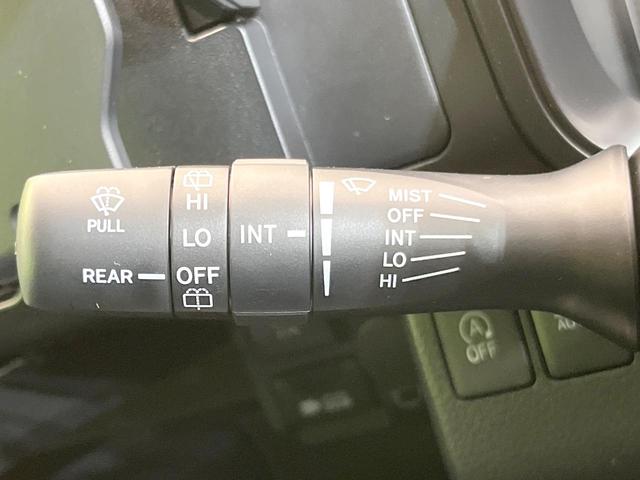 PULL
REAR
HI
LO
OFF
INT
MIST
OFF
INT
LO
HI
A
OFF